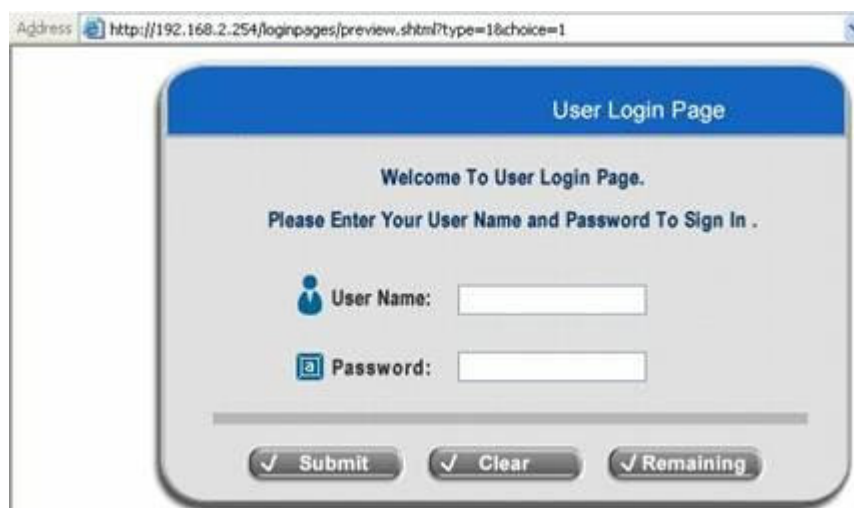 Address http://192.168.2.254/loginpages/preview.shtml?type=1&choice=1
User Login Page
Welcome To User Login Page.
Please Enter Your User Name and Password To Sign In .
User Name:
a Password:
Submit Clear Remaining